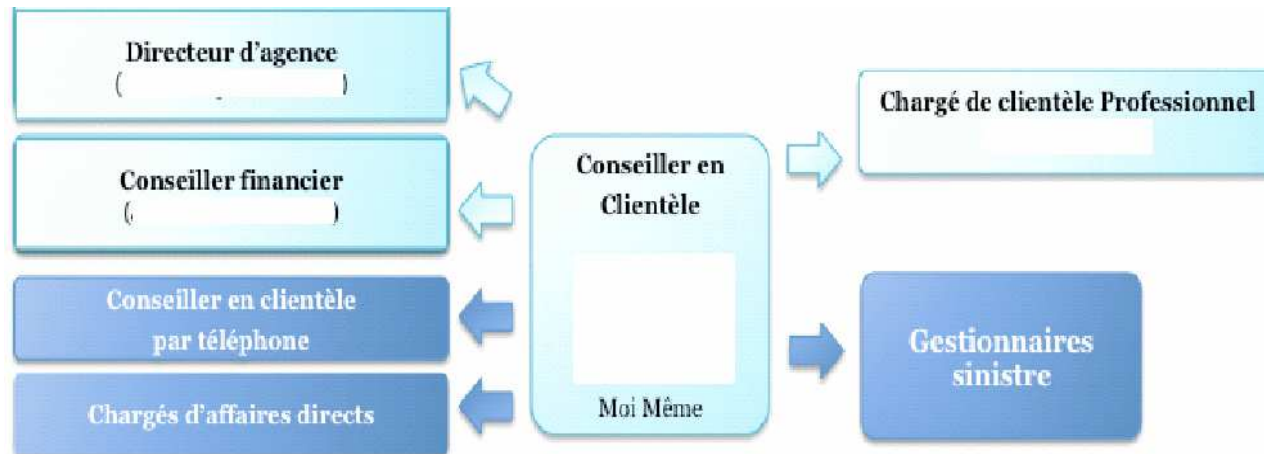 Directeur d'agence
( )
Conseiller financier
( )
Conseiller en clientèle
par téléphone
Chargés d'affaires directs
Conseiller en
Clientèle
Moi Même
Chargé de clientèle Professionnel
Gestionnaires
sinistre